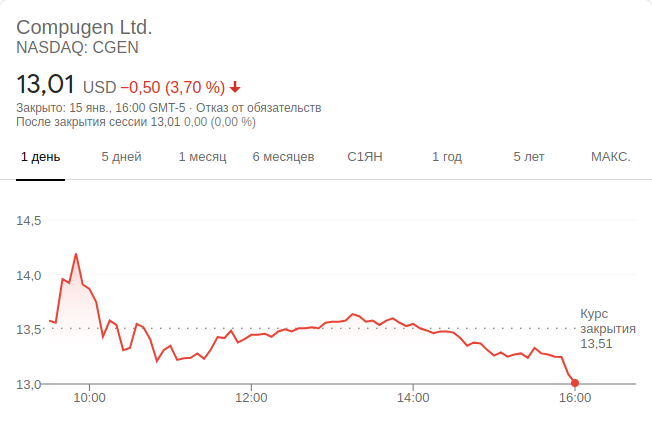 Compugen Ltd.
NASDAQ: CGEN
13,01 USD −0,50 (3,70 %)
Закрыто: 15 янв., 16:00 GMT-5 · Отказ от обязательств
После закрытия сессии 13,01 0,00 (0,00 %)
1 день 5 дней 1 месяц 6 месяцев С1ЯН 1 год 5 лет МАКС.
14,5
14,0
13,5
13,0
Курс
закрытия
13,51
10:00 12:00 14:00 16:00